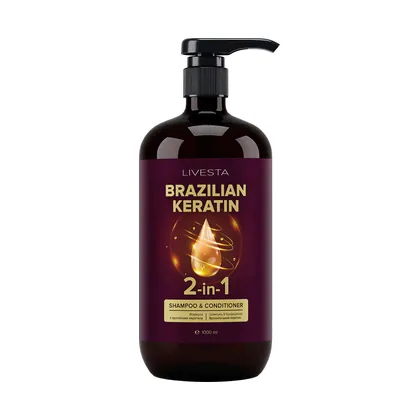 LIVESTA
BRAZILIAN
KERATIN
2-in-1
SHAMPOO & CONDITIONER
℮ 1000 ml